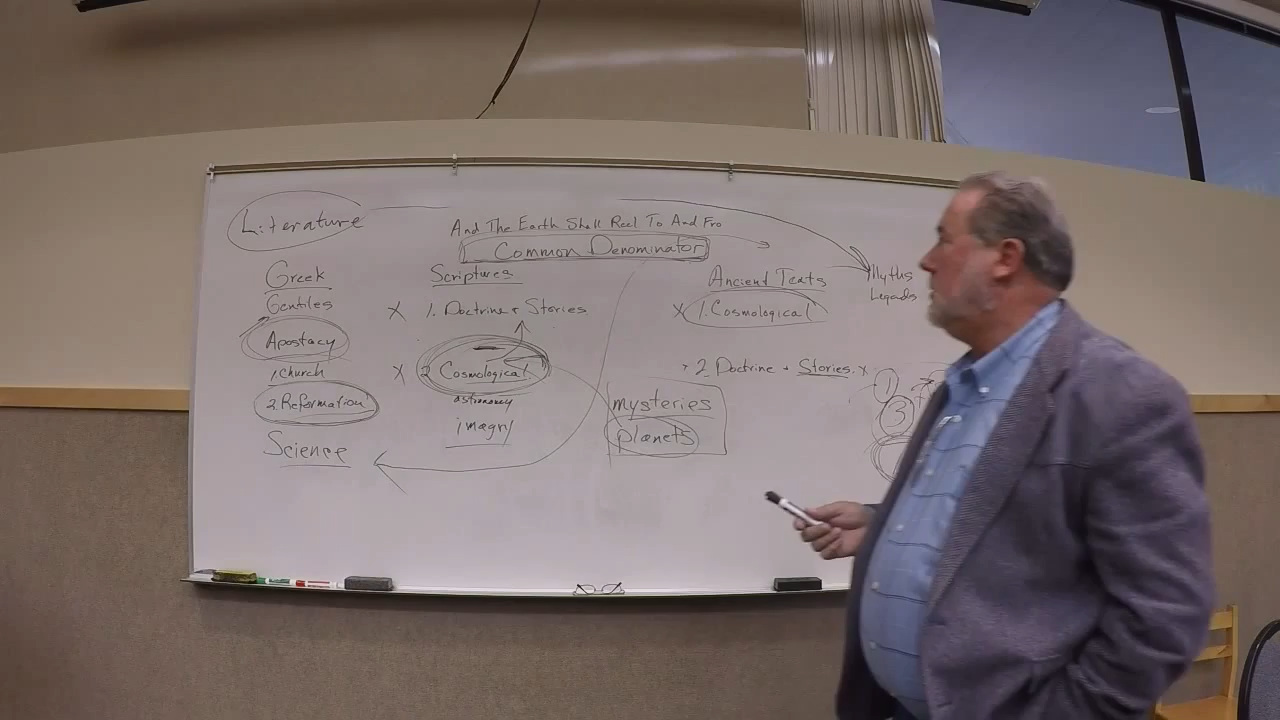 Literature
And The Earth Shall Reel To And Fro
Common Denominator
Greek
Gentiles
Apostacy
1. church
2. Reformation
Science
Scriptures
X 1. Doctrine + Stories
X 2. Cosmological
astronomy
imagry
Ancient Texts
X 1. Cosmological
2. Doctrine + Stories. X
mysteries
planets
Myths
Legends
1
3